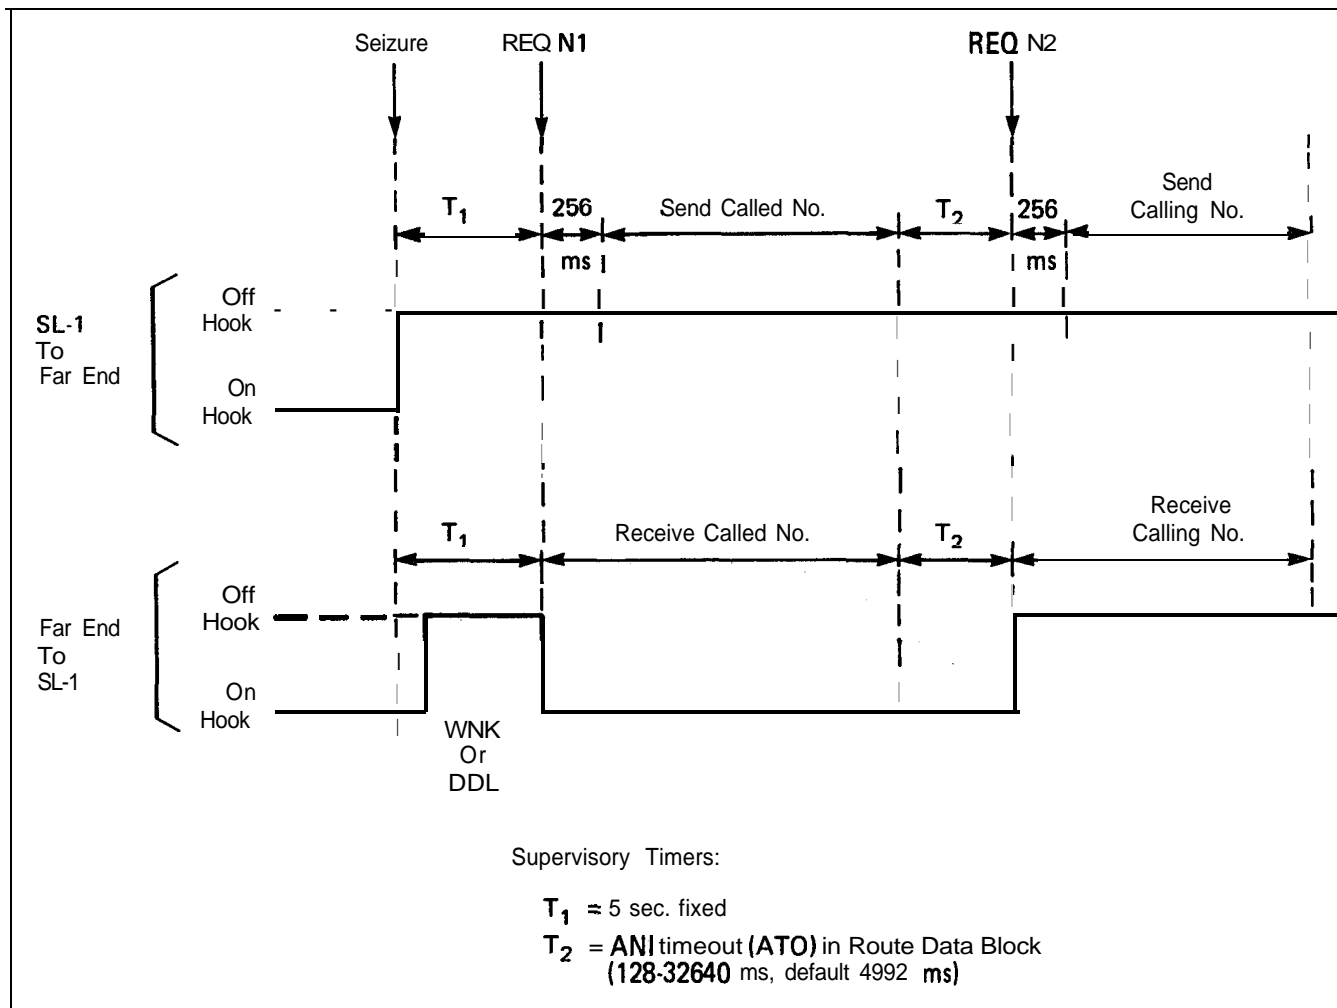 Seizure
REQ N1
REQ N2
T1
256
ms
Send Called No.
T2
256
ms
Send
Calling No.
SL-1
To
Far End
Off
Hook
On
Hook
T1
Receive Called No.
T2
Receive
Calling No.
Far End
To
SL-1
Off
Hook
On
Hook
WNK
Or
DDL
Supervisory Timers:
T1 = 5 sec. fixed
T2 = ANI timeout (ATO) in Route Data Block
(128-32640 ms, default 4992 ms)